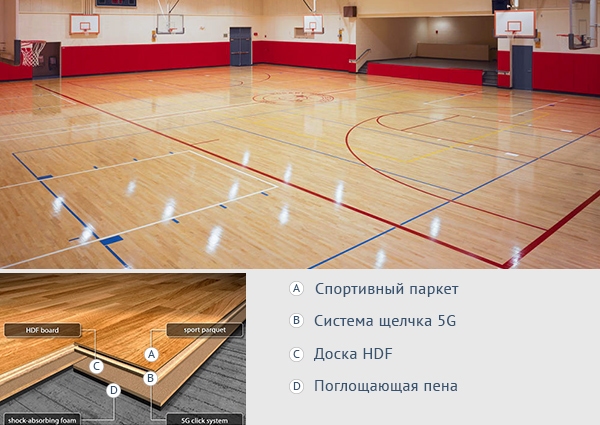 A Спортивный паркет
B Система щелчка 5G
C Доска HDF
D Поглощающая пена
HDF board
sport parquet
A
C
B
D
shock-absorbing foam
5G click system